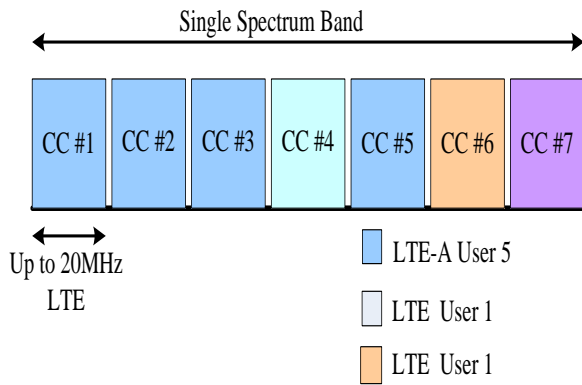 Single Spectrum Band
CC #1 CC #2 CC #3 CC #4 CC #5 CC #6 CC #7
Up to 20MHz
LTE
LTE-A User 5
LTE User 1
LTE User 1